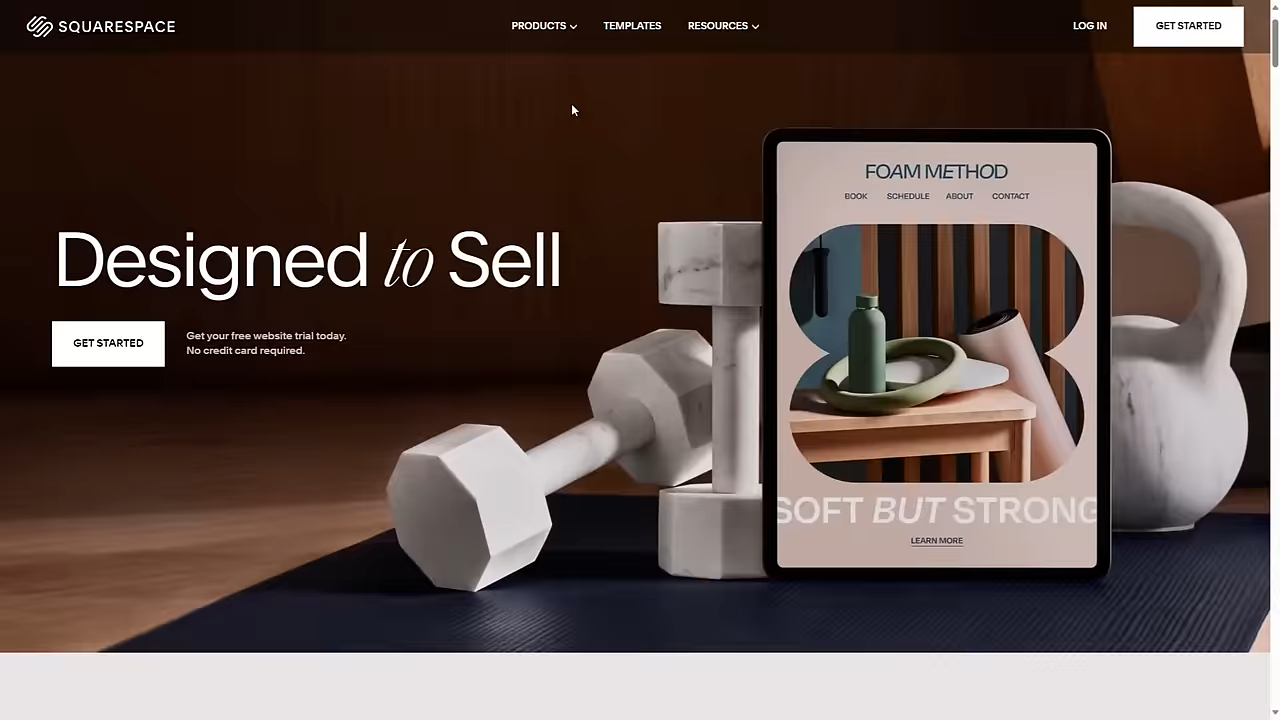 SQUARESPACE
PRODUCTS
TEMPLATES
RESOURCES
LOG IN
GET STARTED
Designed to Sell
GET STARTED
Get your free website trial today.
No credit card required.
FOAM METHOD
BOOK SCHEDULE ABOUT CONTACT
SOFT BUT STRONG
LEARN MORE